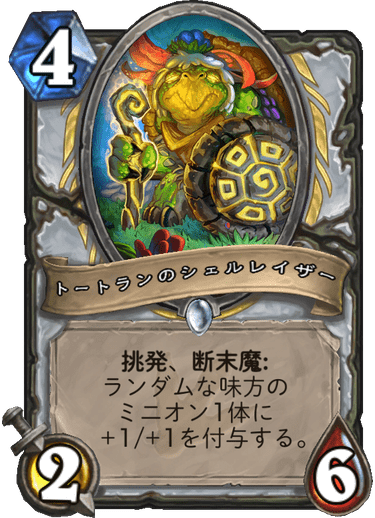 4
トートランのシェルレイザー
挑発、断末魔:
ランダムな味方の
ミニオン1体に
+1/+1を付与する。
2
6